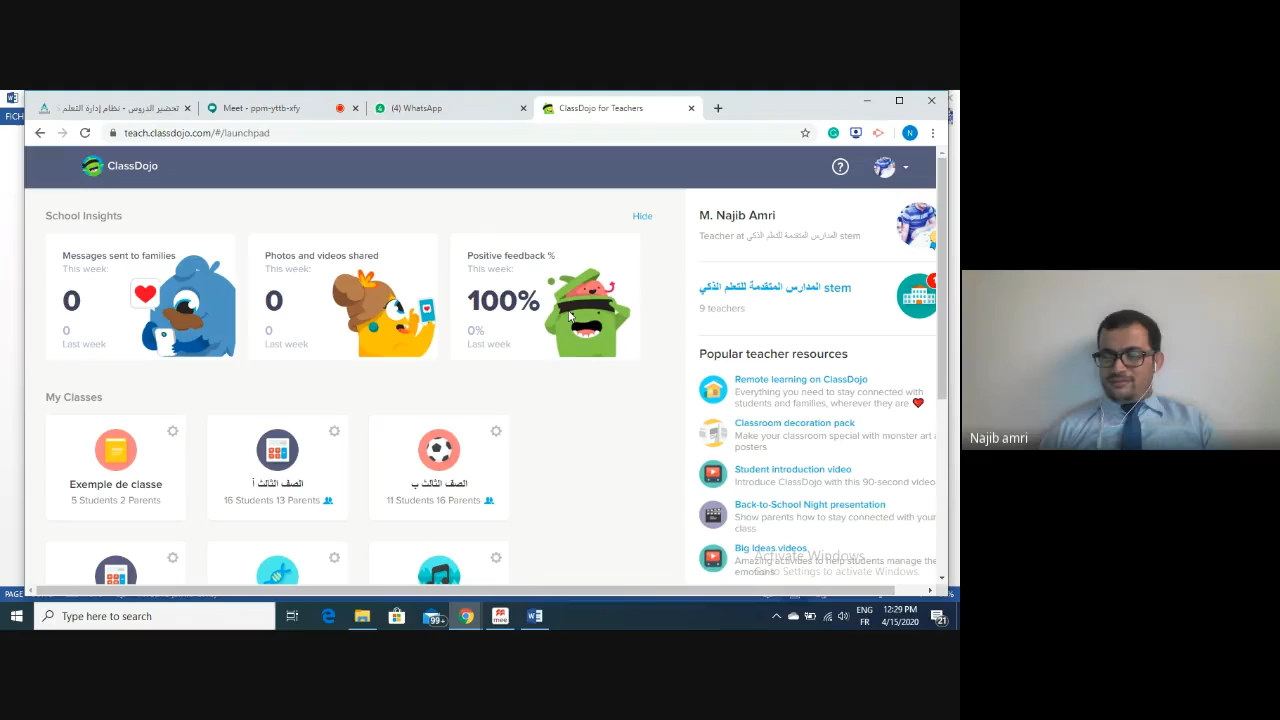 تحضير الدروس - نظام إدارة التعلم
Meet - ppm-yttb-xfy
(4) WhatsApp
ClassDojo for Teachers
FICH
teach.classdojo.com/#/launchpad
N
ClassDojo
School Insights
Hide
Messages sent to families
This week:
0
0
Last week
Photos and videos shared
This week:
0
0
Last week
Positive feedback %
This week:
100%
0%
Last week
My Classes
Exemple de classe
5 Students 2 Parents
الصف الثالث أ
16 Students 13 Parents
الصف الثالث ب
11 Students 16 Parents
M. Najib Amri
Teacher at المدارس المتقدمة للتعلم الذكي stem
المدارس المتقدمة للتعلم الذكي stem
9 teachers
Popular teacher resources
Remote learning on ClassDojo
Everything you need to stay connected with
students and families, wherever they are
Classroom decoration pack
Make your classroom special with monster art a
posters
Student introduction video
Introduce ClassDojo with this 90-second video
Back-to-School Night presentation
Show parents how to stay connected with your
class
Big Ideas videos
Amazing activities to help students manage the
emotions
Activate Windows
Go to Settings to activate Windows.
PAGE
Type here to search
99+
mee
ENG
FR
12:29 PM
4/15/2020
21
Najib amri